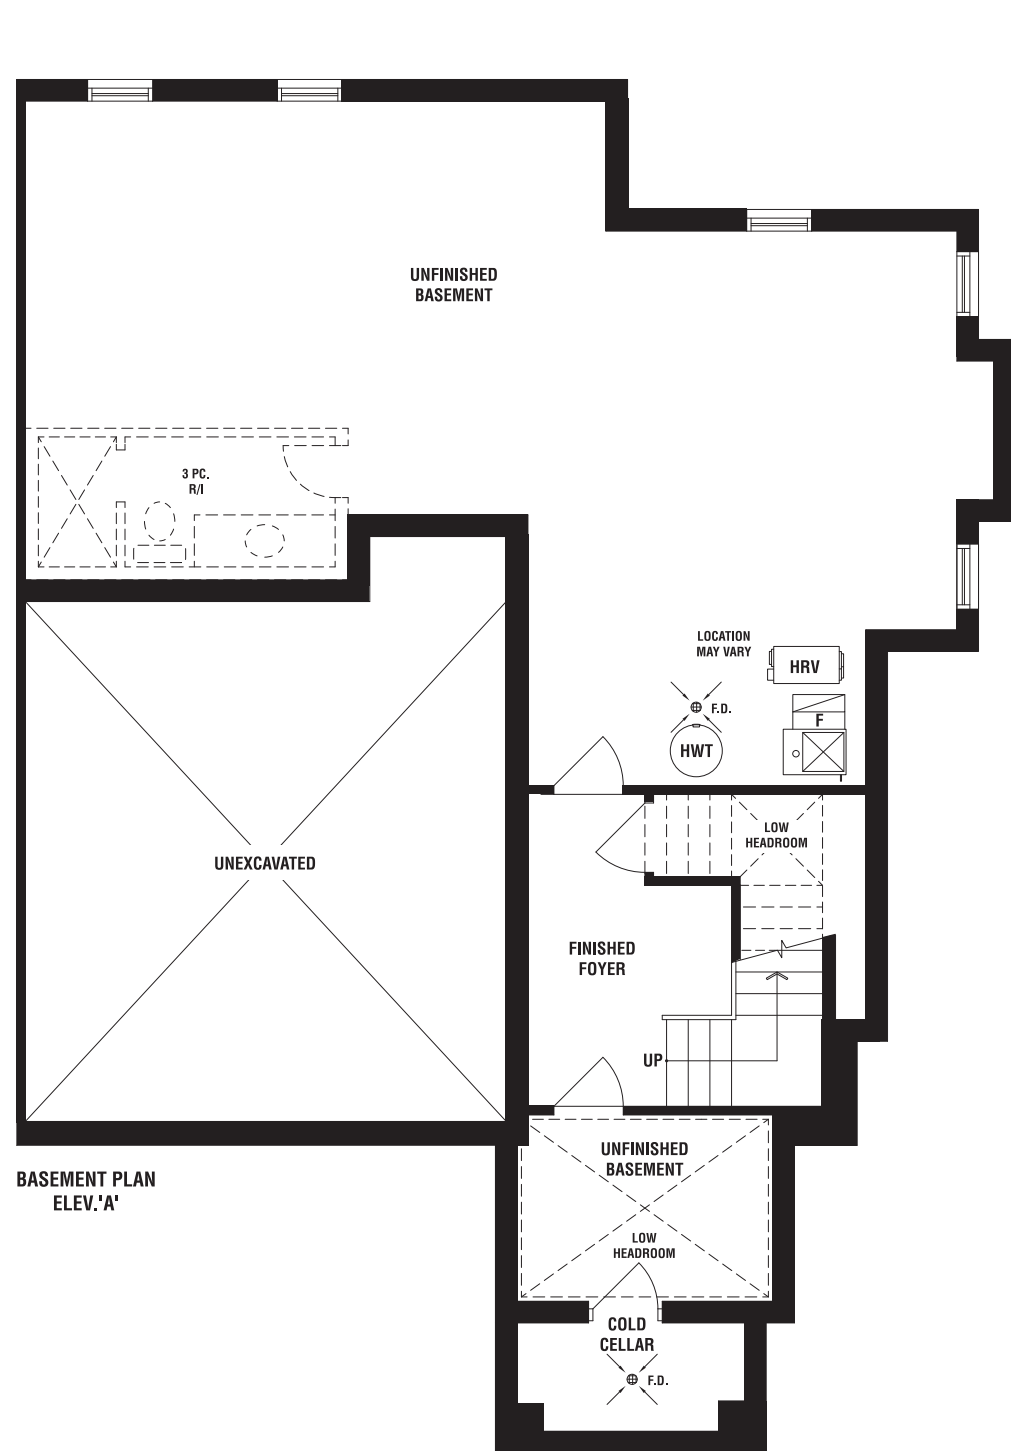 UNFINISHED
BASEMENT
3 PC.
R/I
LOCATION
MAY VARY
HRV
F.D.
F
HWT
LOW
HEADROOM
UNEXCAVATED
FINISHED
FOYER
UP
UNFINISHED
BASEMENT
BASEMENT PLAN
ELEV.'A'
LOW
HEADROOM
COLD
CELLAR
F.D.